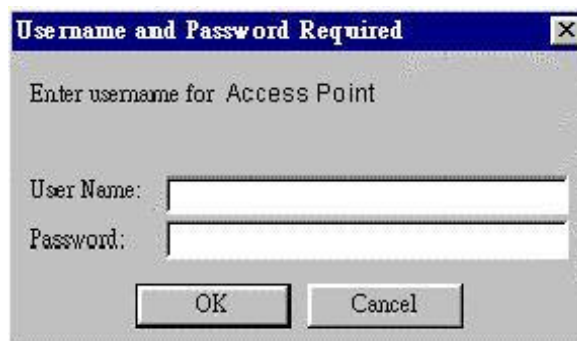 Username and Password Required
Enter username for Access Point
User Name:
Password:
OK Cancel